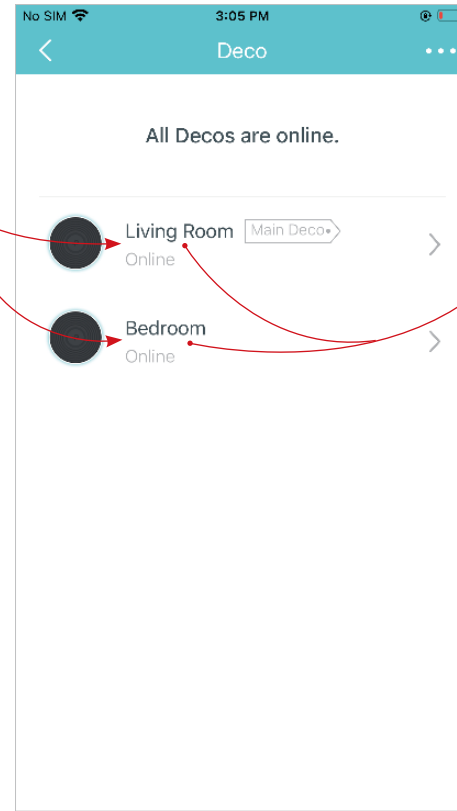 No SIM 3:05 PM
Deco
All Decos are online.
Living Room Main Deco
Online
Bedroom
Online